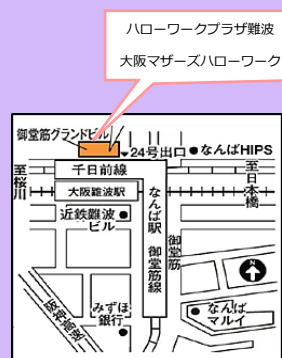 ハローワークプラザ難波
大阪マザーズハローワーク
御堂筋グランドビル
24号出口
なんばHIPS
至桜川
千日前線
至日本橋
大阪難波駅
近鉄難波
ビル
なんば駅 御堂筋線
御堂筋
阪神高速
みずほ
銀行
なんば
マルイ